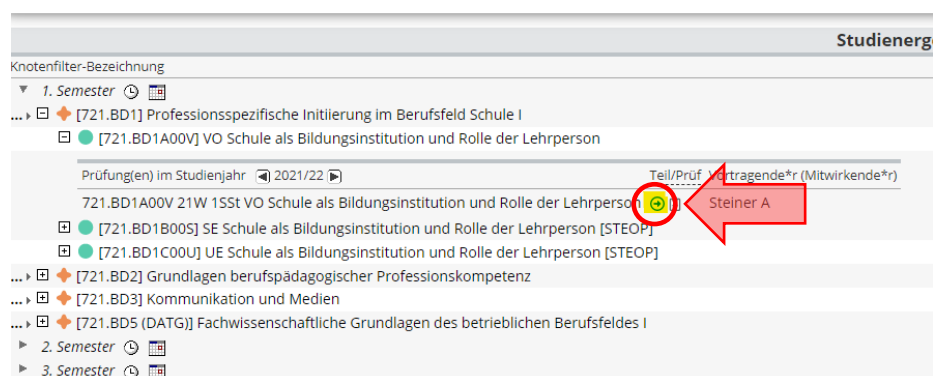 Studienerg
Knotenfilter-Bezeichnung
1. Semester
... [721.BD1] Professionsspezifische Initiierung im Berufsfeld Schule I
[721.BD1A00V] VO Schule als Bildungsinstitution und Rolle der Lehrperson
Prüfung(en) im Studienjahr 2021/22 Teil/Prüf Vortragende*r (Mitwirkende*r)
721.BD1A00V 21W 1SSt VO Schule als Bildungsinstitution und Rolle der Lehrperson Steiner A
[721.BD1B00S] SE Schule als Bildungsinstitution und Rolle der Lehrperson [STEOP]
[721.BD1C00U] UE Schule als Bildungsinstitution und Rolle der Lehrperson [STEOP]
... [721.BD2] Grundlagen berufspädagogischer Professionskompetenz
... [721.BD3] Kommunikation und Medien
... [721.BD5 (DATG)] Fachwissenschaftliche Grundlagen des betrieblichen Berufsfeldes I
2. Semester
3. Semester